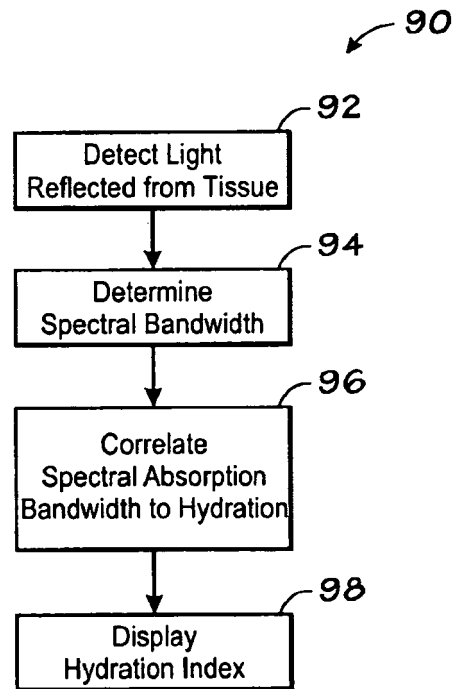 90
92
Detect Light
Reflected from Tissue
94
Determine
Spectral Bandwidth
96
Correlate
Spectral Absorption
Bandwidth to Hydration
98
Display
Hydration Index